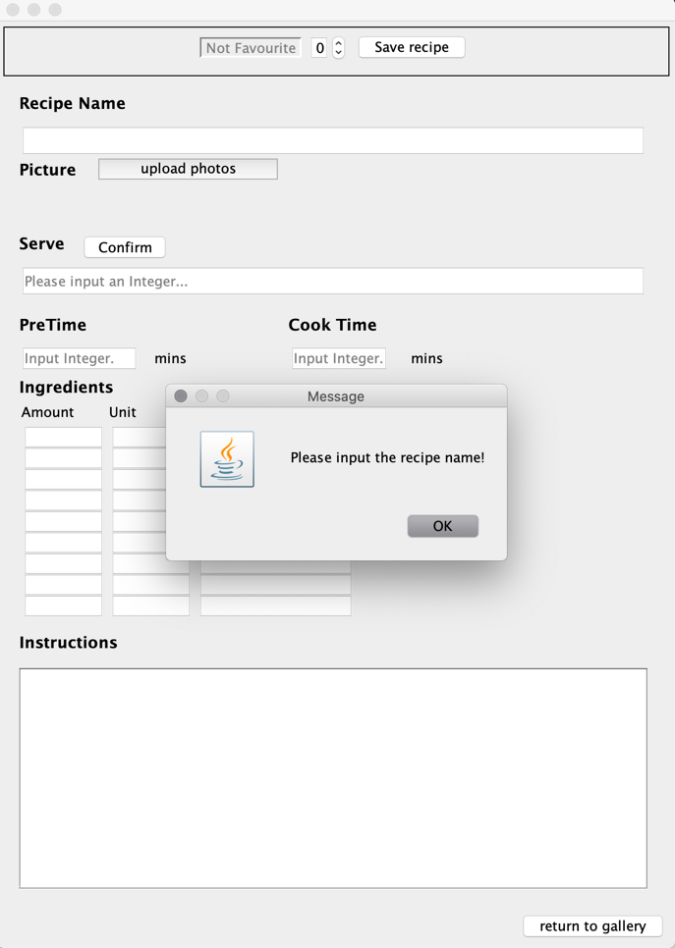 Not Favourite 0 Save recipe
Recipe Name
Picture upload photos
Serve Confirm
Please input an Integer...
PreTime Cook Time
Input Integer. mins Input Integer. mins
Ingredients
Amount Unit
Message
Please input the recipe name!
OK
Instructions
return to gallery